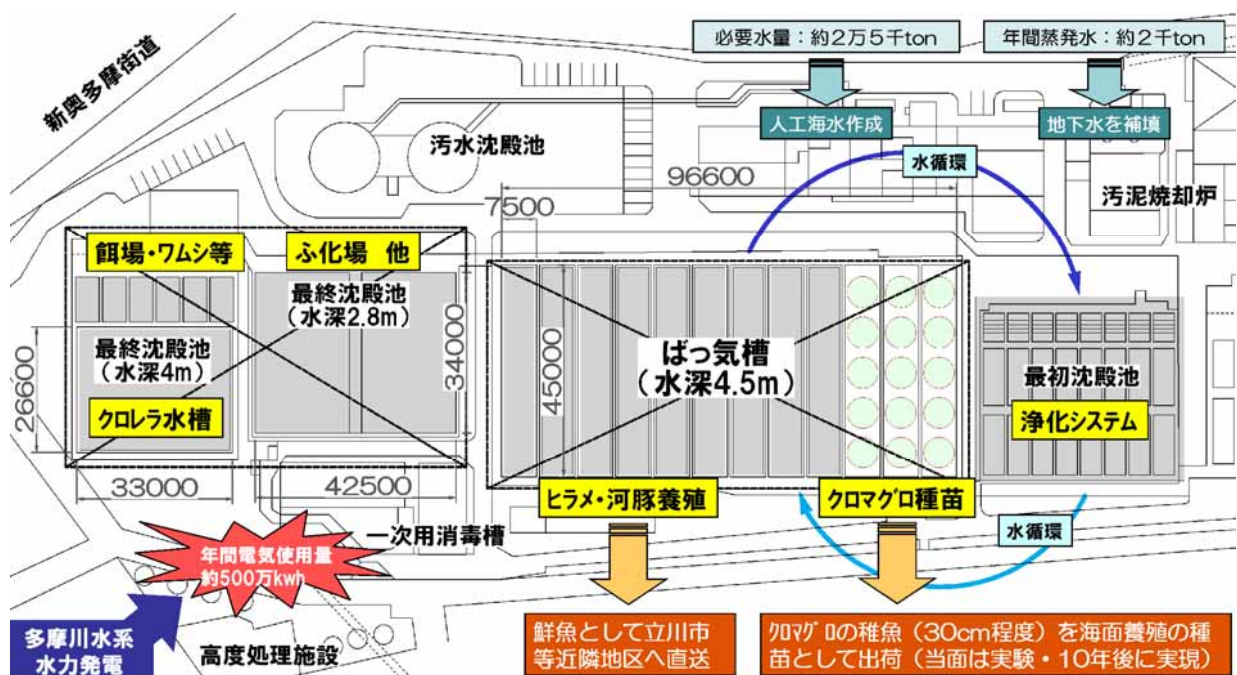 必要水量：約2万5千ton
年間蒸発水：約2千ton
新奥多摩街道
人工海水作成
地下水を補填
汚水沈殿池
水循環
96600
汚泥焼却炉
7500
餌場・ワムシ等
ふ化場 他
最終沈殿池
（水深2.8m）
最終沈殿池
（水深4m）
34000
45000
ばっ気槽
（水深4.5m）
最初沈殿池
26600
クロレラ水槽
浄化システム
33000
42500
ヒラメ・河豚養殖
クロマグロ種苗
一次用消毒槽
水循環
年間電気使用量
約500万kwh
多摩川水系
水力発電
高度処理施設
鮮魚として立川市
等近隣地区へ直送
ｸﾛﾏｸﾞﾛの稚魚（30cm程度）を海面養殖の種
苗として出荷（当面は実験・10年後に実現）